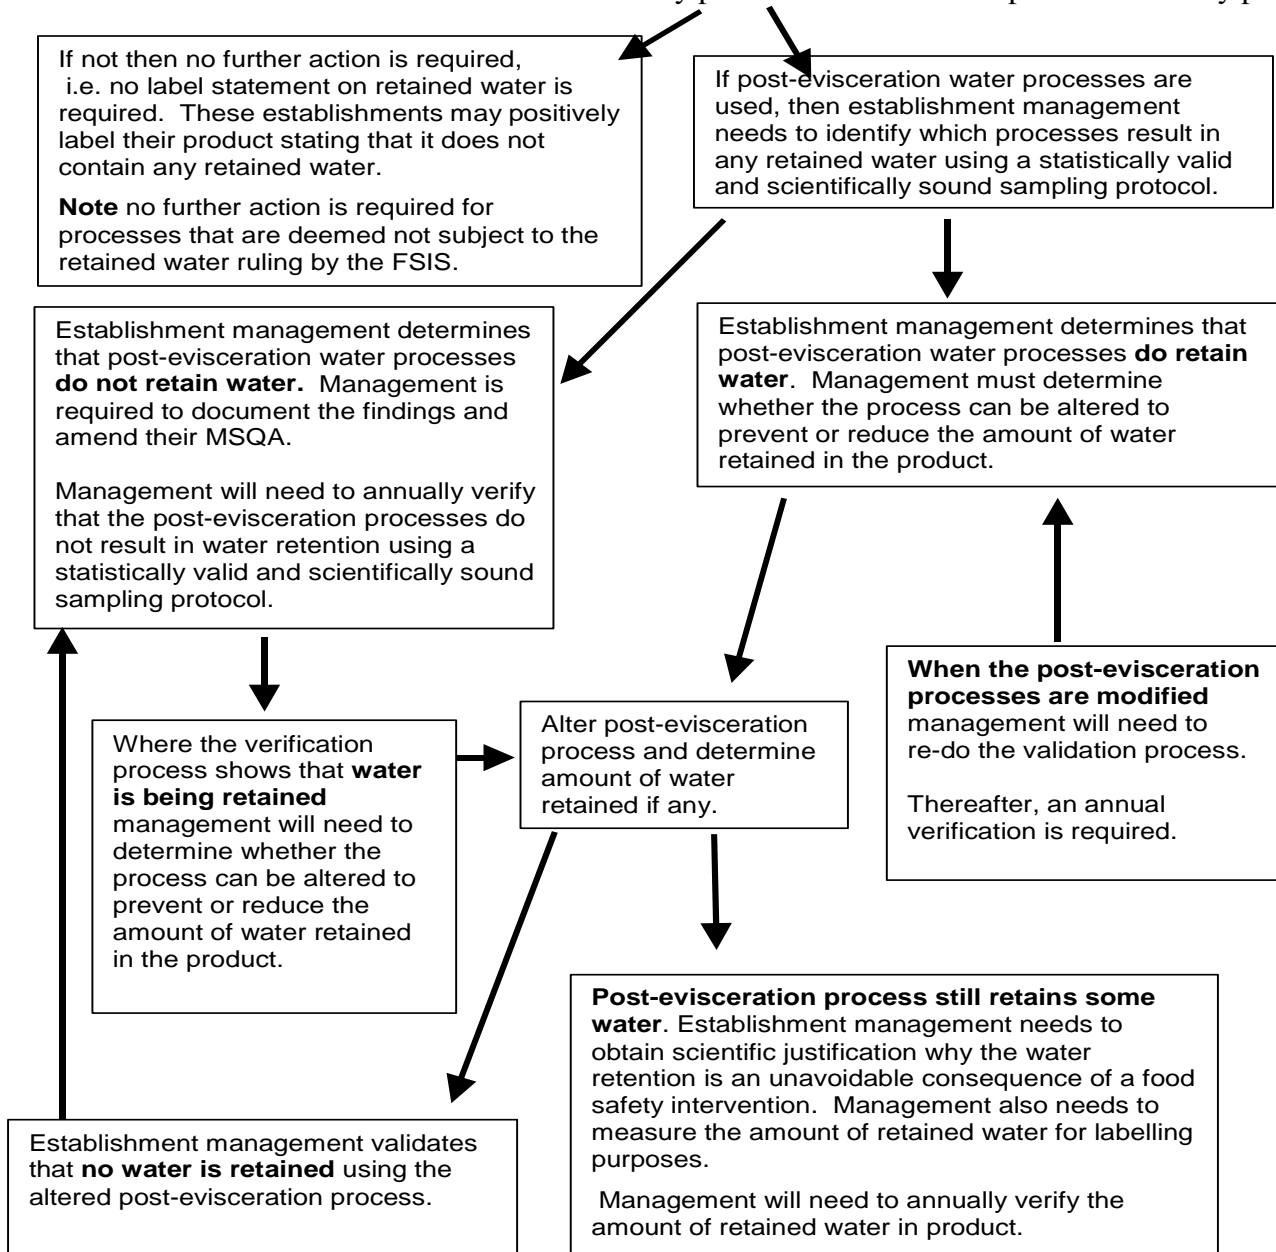 If not then no further action is required,
i.e. no label statement on retained water is
required. These establishments may positively
label their product stating that it does not
contain any retained water.
Note no further action is required for
processes that are deemed not subject to the
retained water ruling by the FSIS.
If post-evisceration water processes are
used, then establishment management
needs to identify which processes result in
any retained water using a statistically valid
and scientifically sound sampling protocol.
Establishment management determines
that post-evisceration water processes
do not retain water. Management is
required to document the findings and
amend their MSQA.
Management will need to annually verify
that the post-evisceration processes do
not result in water retention using a
statistically valid and scientifically sound
sampling protocol.
Establishment management determines that
post-evisceration water processes do retain
water. Management must determine
whether the process can be altered to
prevent or reduce the amount of water
retained in the product.
When the post-evisceration
processes are modified
management will need to
re-do the validation process.
Thereafter, an annual
verification is required.
Where the verification
process shows that water
is being retained
management will need to
determine whether the
process can be altered to
prevent or reduce the
amount of water retained
in the product.
Alter post-evisceration
process and determine
amount of water
retained if any.
Post-evisceration process still retains some
water. Establishment management needs to
obtain scientific justification why the water
retention is an unavoidable consequence of a food
safety intervention. Management also needs to
measure the amount of retained water for labelling
purposes.
Management will need to annually verify the
amount of retained water in product.
Establishment management validates
that no water is retained using the
altered post-evisceration process.